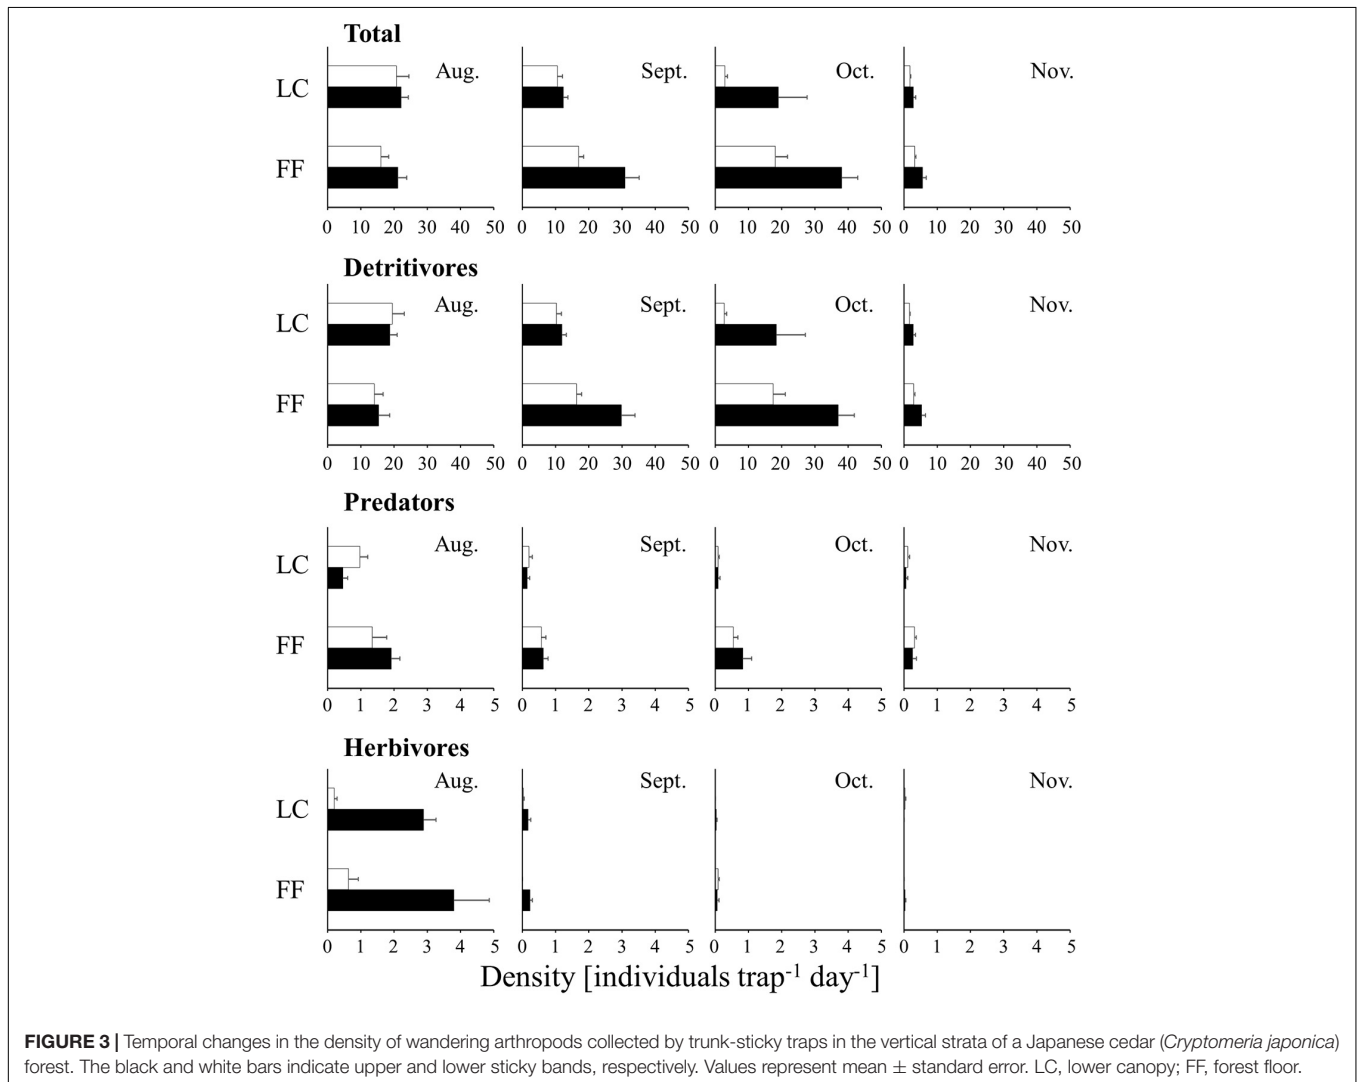 Total
LC
Aug.
Sept.
Oct.
Nov.
FF
0 10 20 30 40 50 0 10 20 30 40 50 0 10 20 30 40 50 0 10 20 30 40 50
Detritivores
LC
Aug.
Sept.
Oct.
Nov.
FF
0 10 20 30 40 50 0 10 20 30 40 50 0 10 20 30 40 50 0 10 20 30 40 50
Predators
LC
Aug.
Sept.
Oct.
Nov.
FF
0 1 2 3 4 5 0 1 2 3 4 5 0 1 2 3 4 5 0 1 2 3 4 5
Herbivores
LC
Aug.
Sept.
Oct.
Nov.
FF
0 1 2 3 4 5 0 1 2 3 4 5 0 1 2 3 4 5 0 1 2 3 4 5
Density [individuals trap⁻¹ day⁻¹]
FIGURE 3 | Temporal changes in the density of wandering arthropods collected by trunk-sticky traps in the vertical strata of a Japanese cedar (Cryptomeria japonica)
forest. The black and white bars indicate upper and lower sticky bands, respectively. Values represent mean ± standard error. LC, lower canopy; FF, forest floor.